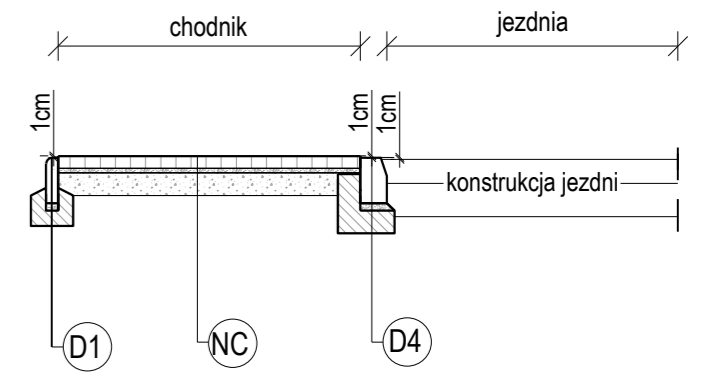 chodnik
jezdnia
1cm
1cm
1cm
konstrukcja jezdni
D1
NC
D4